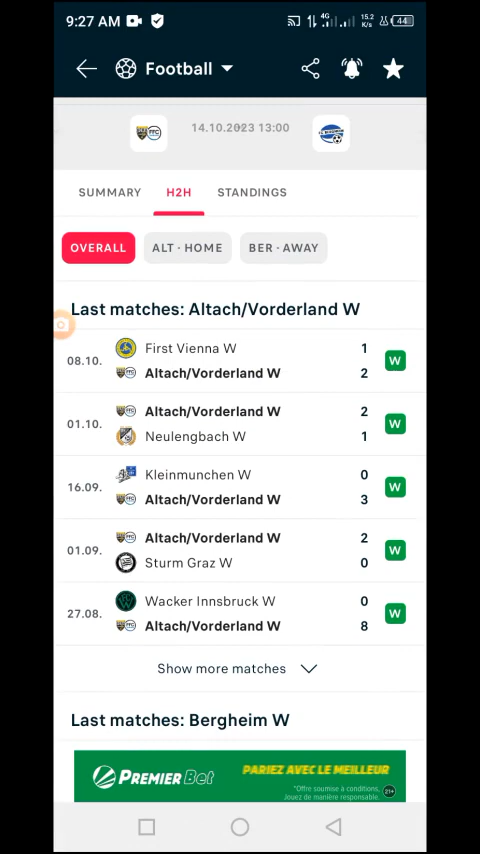 9:27 AM 4G 15.2 K/s 44
Football
14.10.2023 13:00
SUMMARY H2H STANDINGS
OVERALL ALT · HOME BER · AWAY
Last matches: Altach/Vorderland W
08.10. First Vienna W 1 W
Altach/Vorderland W 2
01.10. Altach/Vorderland W 2 W
Neulengbach W 1
16.09. Kleinmunchen W 0 W
Altach/Vorderland W 3
01.09. Altach/Vorderland W 2 W
Sturm Graz W 0
27.08. Wacker Innsbruck W 0 W
Altach/Vorderland W 8
Show more matches
Last matches: Bergheim W
PREMIER Bet PARIEZ AVEC LE MEILLEUR
*Offre soumise à conditions, 21+
Jouez de manière responsable.